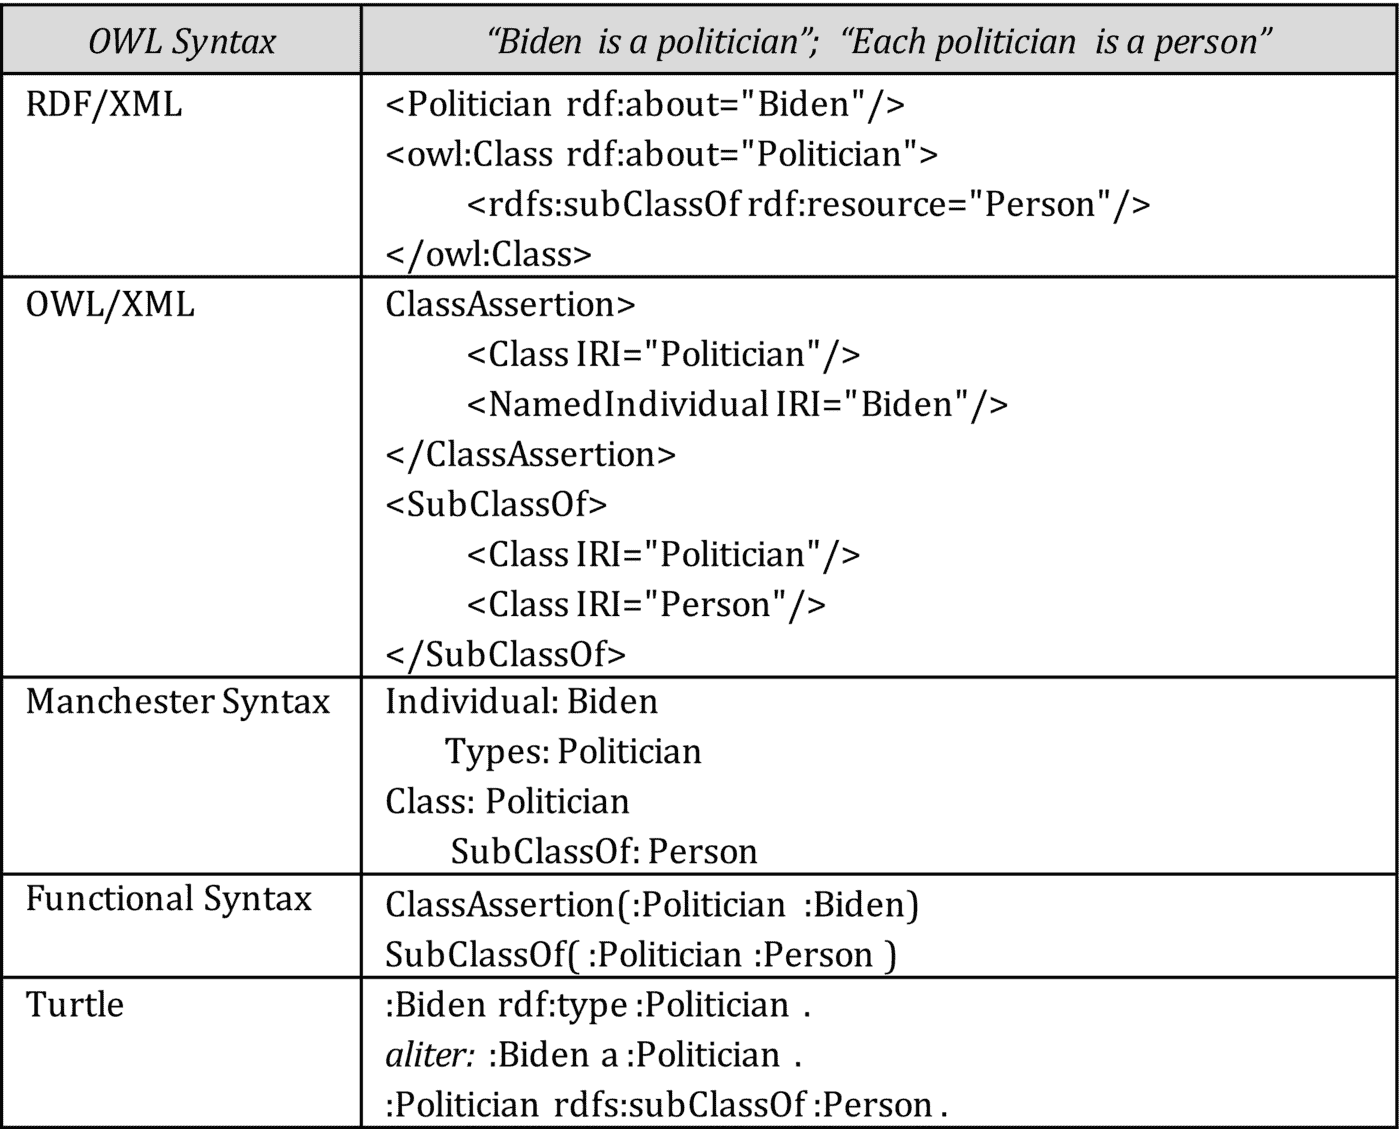 OWL Syntax
“Biden is a politician”; “Each politician is a person”
RDF/XML
<Politician rdf:about="Biden"/>
<owl:Class rdf:about="Politician">
<rdfs:subClassOf rdf:resource="Person"/>
</owl:Class>
OWL/XML
ClassAssertion>
<Class IRI="Politician"/>
<NamedIndividual IRI="Biden"/>
</ClassAssertion>
<SubClassOf>
<Class IRI="Politician"/>
<Class IRI="Person"/>
</SubClassOf>
Manchester Syntax
Individual: Biden
Types: Politician
Class: Politician
SubClassOf: Person
Functional Syntax
ClassAssertion(:Politician :Biden)
SubClassOf( :Politician :Person )
Turtle
:Biden rdf:type :Politician .
aliter: :Biden a :Politician .
:Politician rdfs:subClassOf :Person .